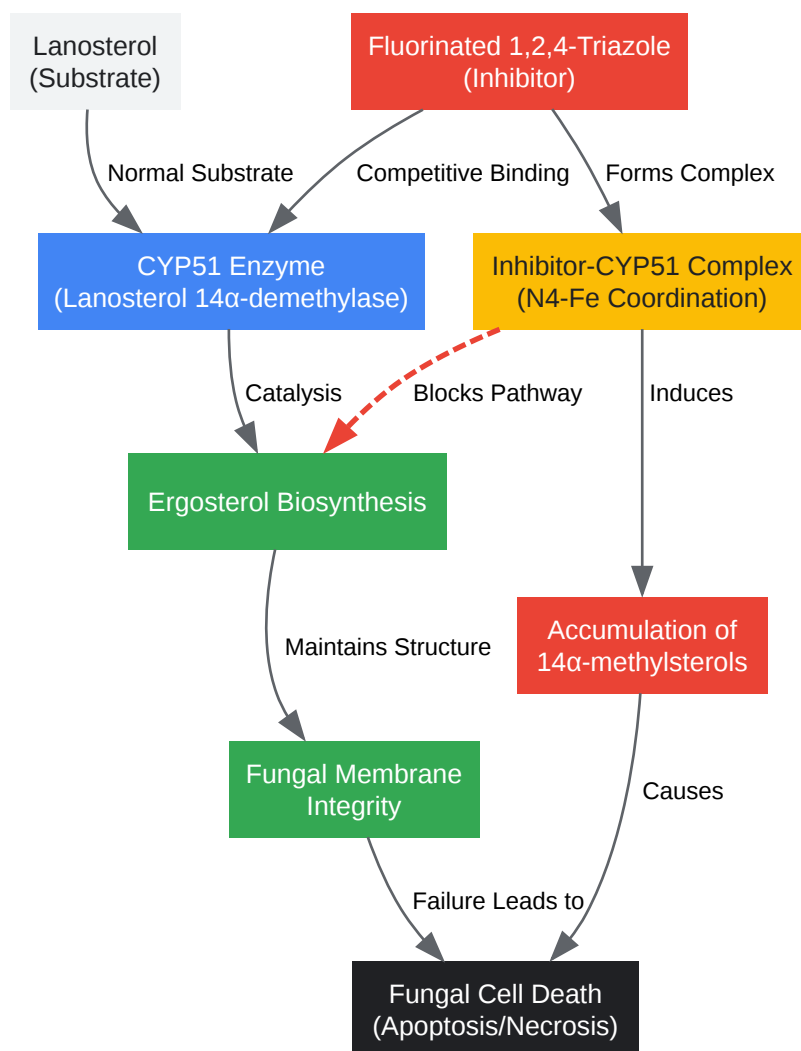 Lanosterol
(Substrate)
Fluorinated 1,2,4-Triazole
(Inhibitor)
Normal Substrate
Competitive Binding
Forms Complex
CYP51 Enzyme
(Lanosterol 14α-demethylase)
Inhibitor-CYP51 Complex
(N4-Fe Coordination)
Catalysis
Blocks Pathway
Induces
Ergosterol Biosynthesis
Accumulation of
14α-methylsterols
Maintains Structure
Fungal Membrane
Integrity
Causes
Failure Leads to
Fungal Cell Death
(Apoptosis/Necrosis)